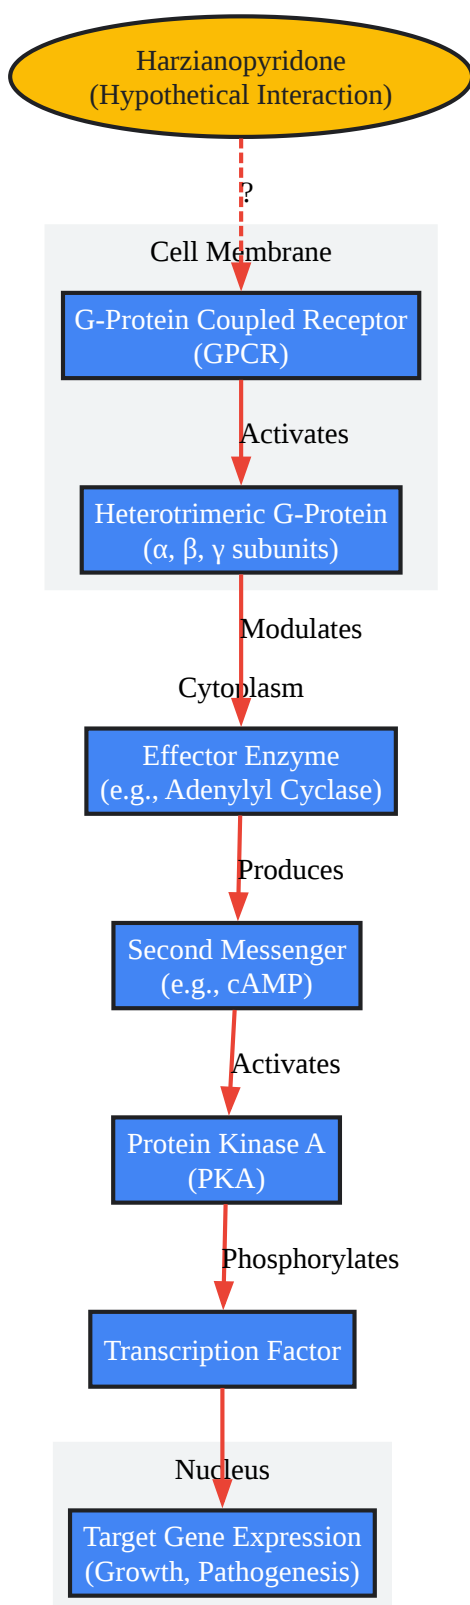 Harzianopyridone
(Hypothetical Interaction)
?
Cell Membrane
G-Protein Coupled Receptor
(GPCR)
Activates
Heterotrimeric G-Protein
(α, β, γ subunits)
Modulates
Cytoplasm
Effector Enzyme
(e.g., Adenylyl Cyclase)
Produces
Second Messenger
(e.g., cAMP)
Activates
Protein Kinase A
(PKA)
Phosphorylates
Transcription Factor
Nucleus
Target Gene Expression
(Growth, Pathogenesis)